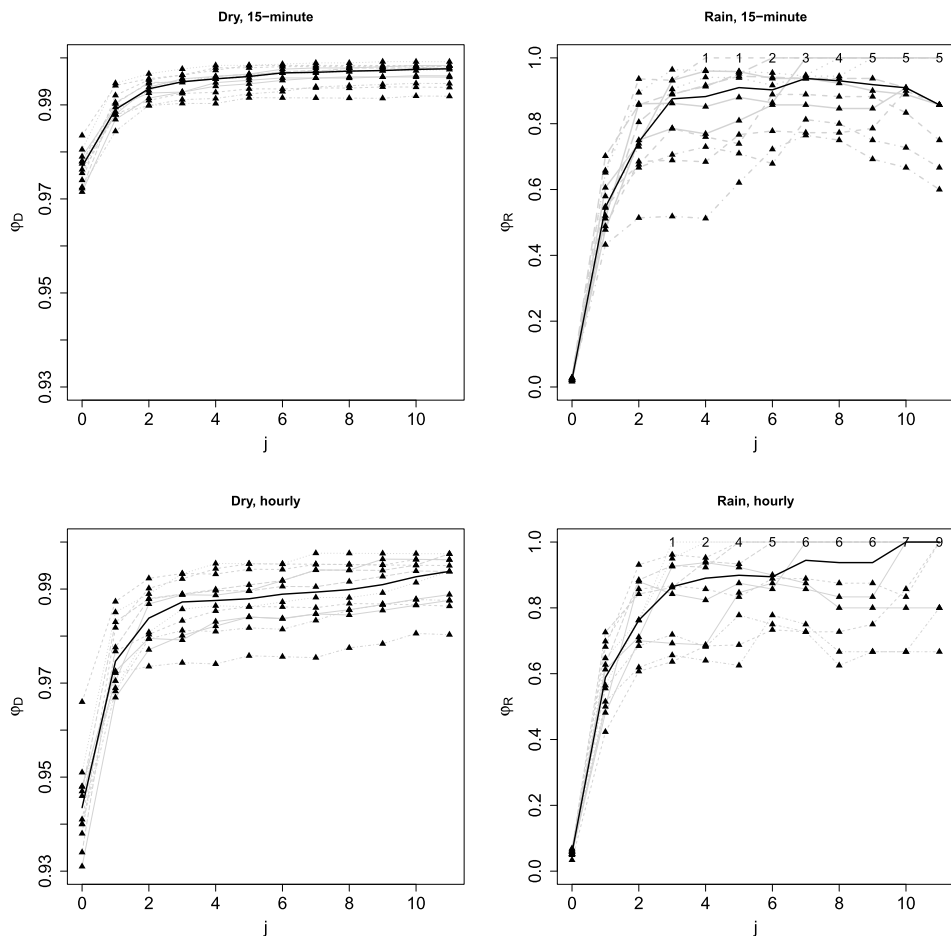 Dry, 15−minute
Rain, 15−minute
0.99
0.97
0.95
0.93
φD
0 2 4 6 8 10
j
1.0
0.8
0.6
0.4
0.2
0.0
φR
1 1 2 3 4 5 5 5
0 2 4 6 8 10
j
Dry, hourly
Rain, hourly
0.99
0.97
0.95
0.93
φD
0 2 4 6 8 10
j
1.0
0.8
0.6
0.4
0.2
0.0
φR
1 2 4 5 6 6 6 7 9
0 2 4 6 8 10
j